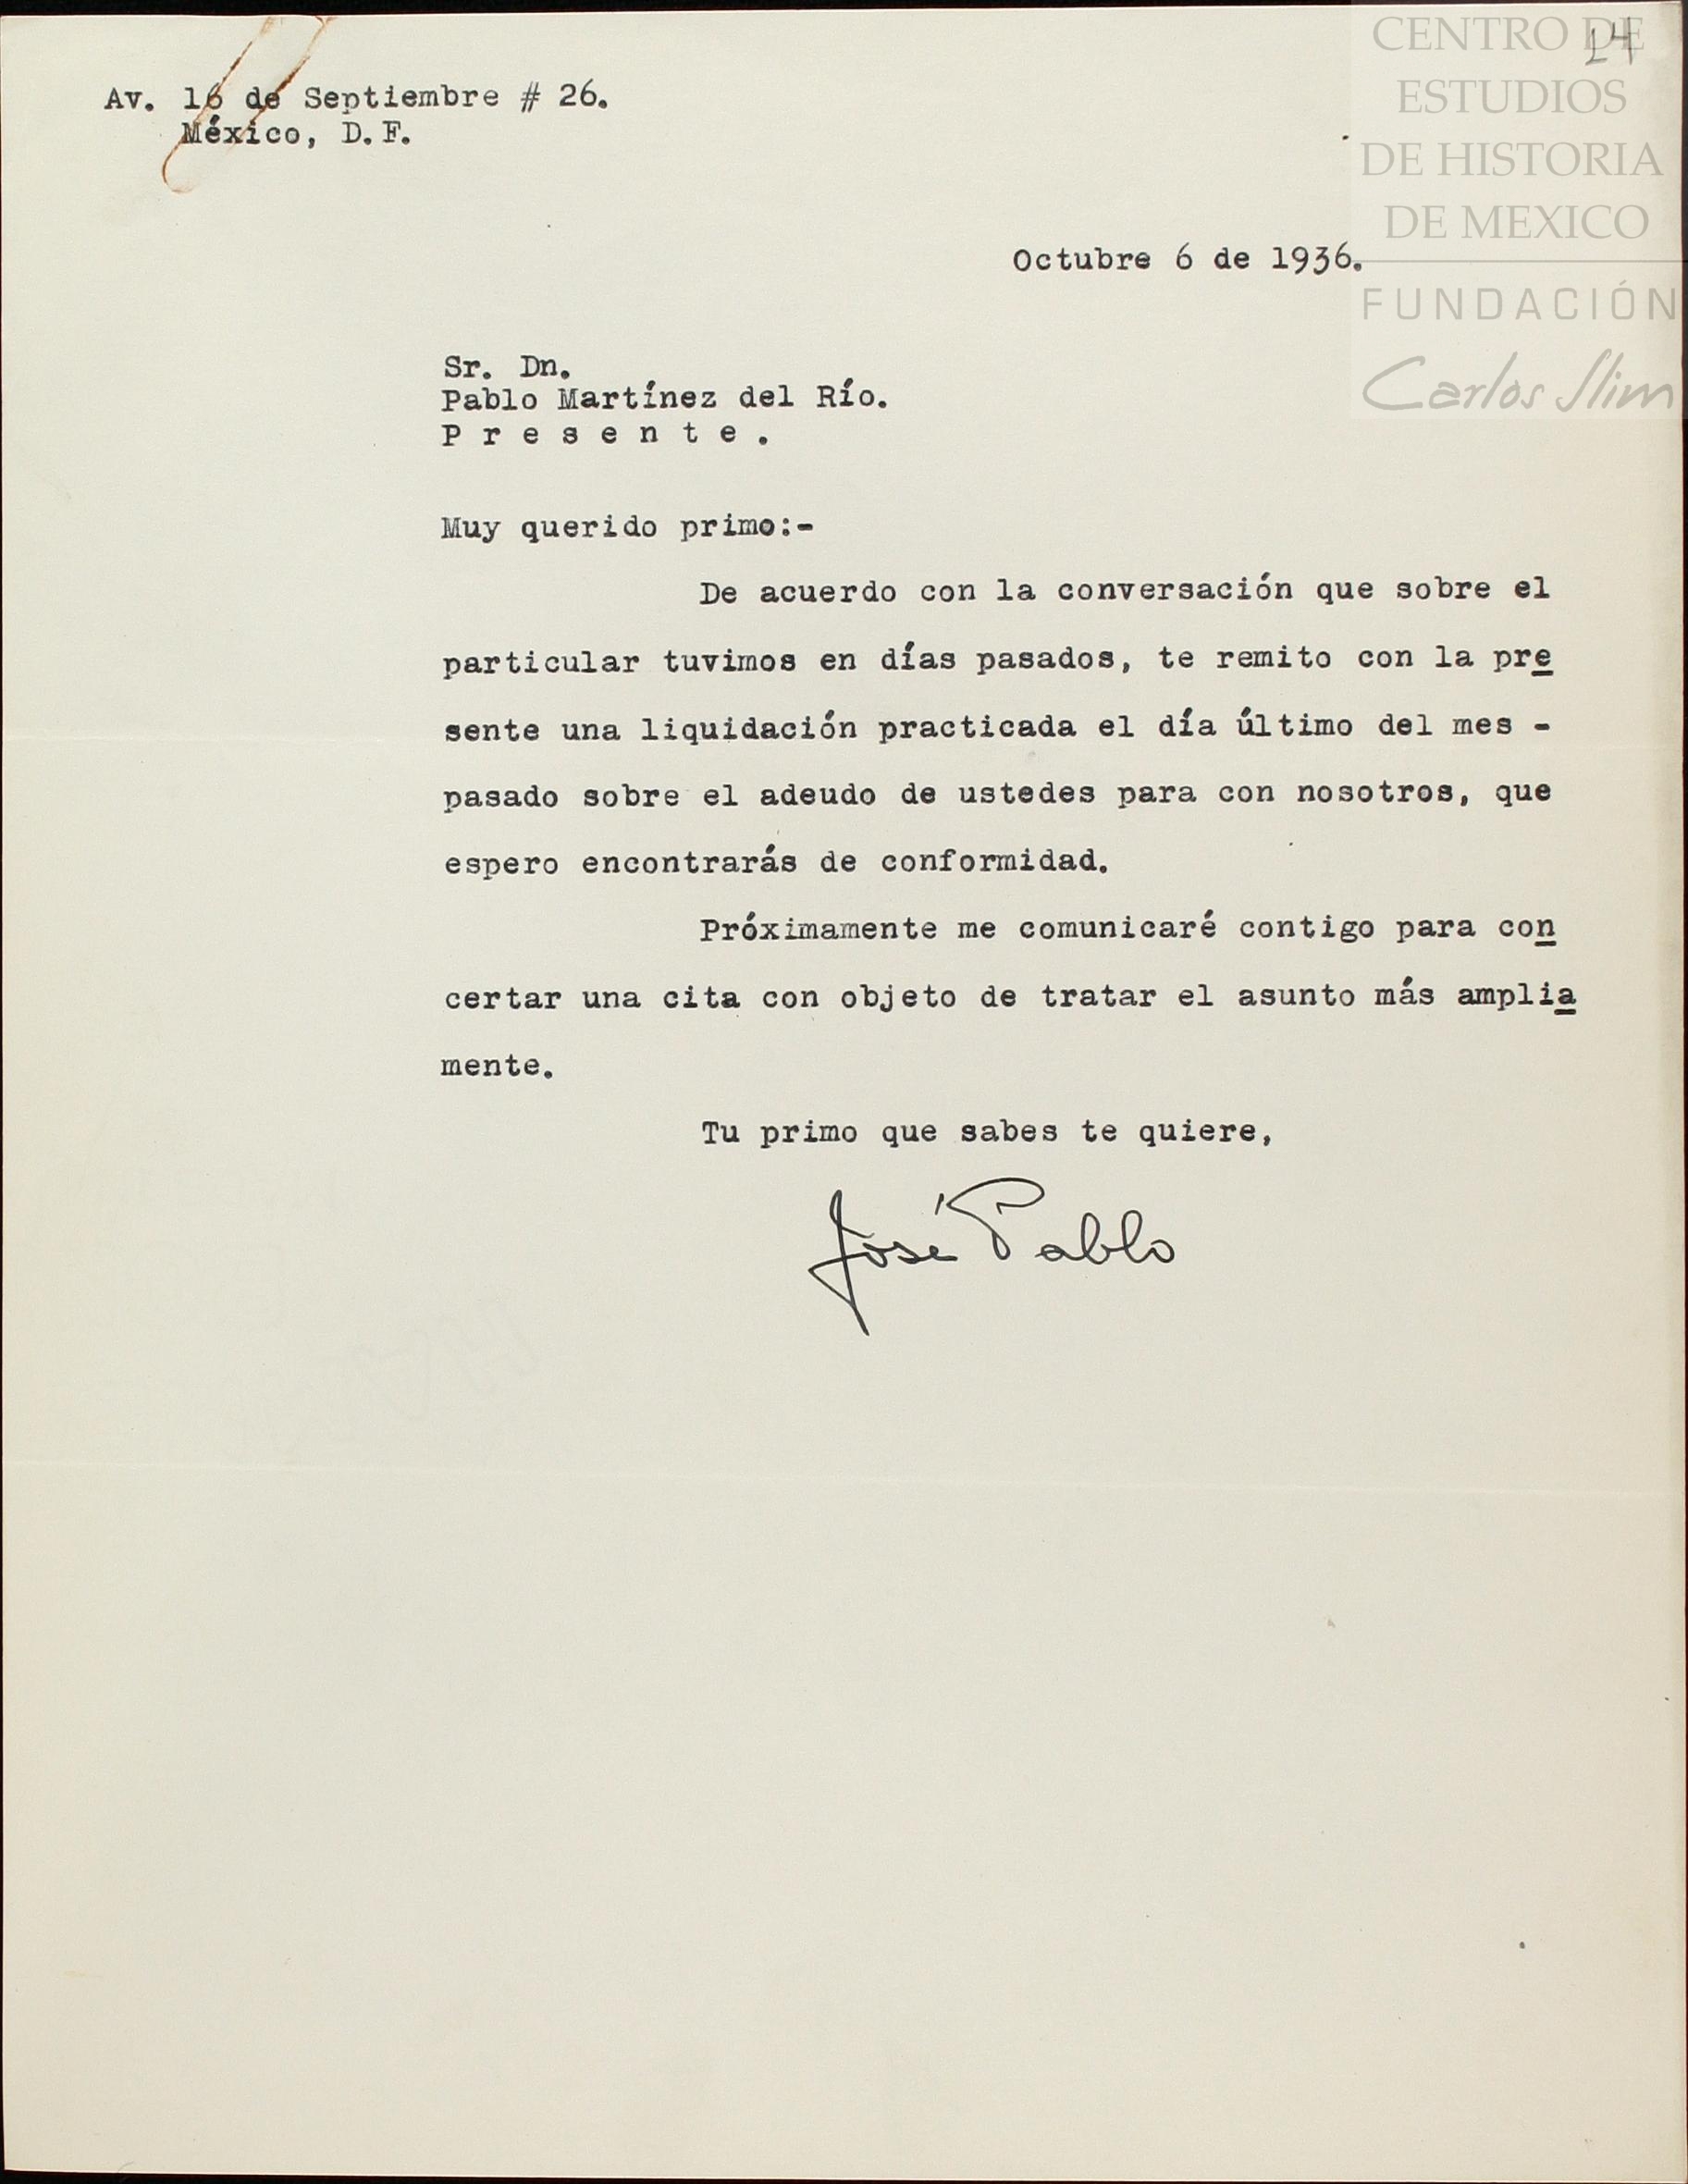 CENTRO DE
ESTUDIOS
DE HISTORIA
DE MEXICO
FUNDACIÓN
Carlos Slim
14
Av. 16 de Septiembre # 26.
México, D.F.
Octubre 6 de 1936.
Sr. Dn.
Pablo Martínez del Río.
P r e s e n t e .
Muy querido primo:-
De acuerdo con la conversación que sobre el
particular tuvimos en días pasados, te remito con la pre
sente una liquidación practicada el día último del mes -
pasado sobre el adeudo de ustedes para con nosotros, que
espero encontrarás de conformidad.
Próximamente me comunicaré contigo para con
certar una cita con objeto de tratar el asunto más amplia
mente.
Tu primo que sabes te quiere,
José Pablo